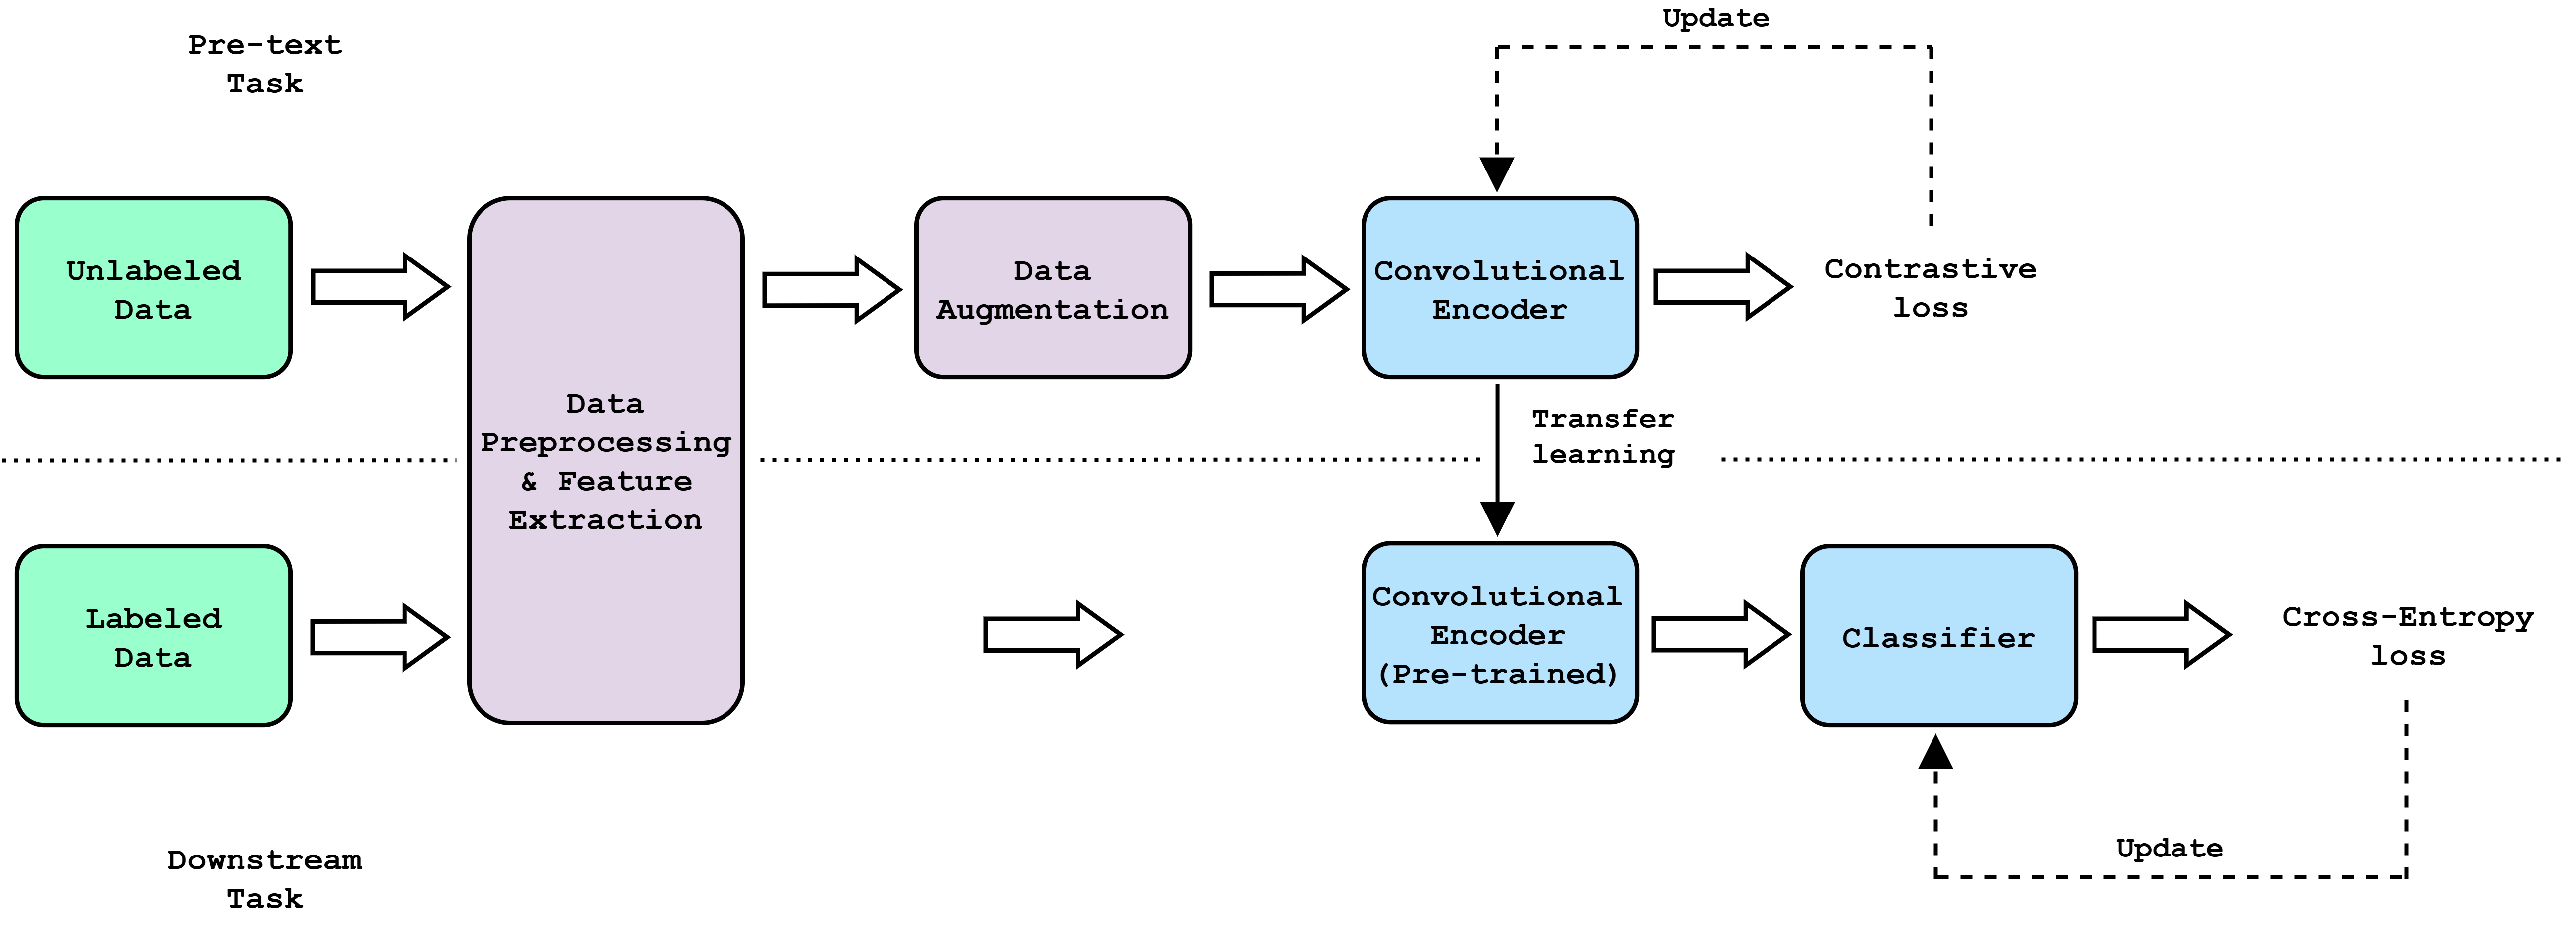 Pre-text
Task
Update
Unlabeled
Data
Data
Preprocessing
& Feature
Extraction
Data
Augmentation
Convolutional
Encoder
Contrastive
loss
Transfer
learning
Labeled
Data
Convolutional
Encoder
(Pre-trained)
Classifier
Cross-Entropy
loss
Update
Downstream
Task